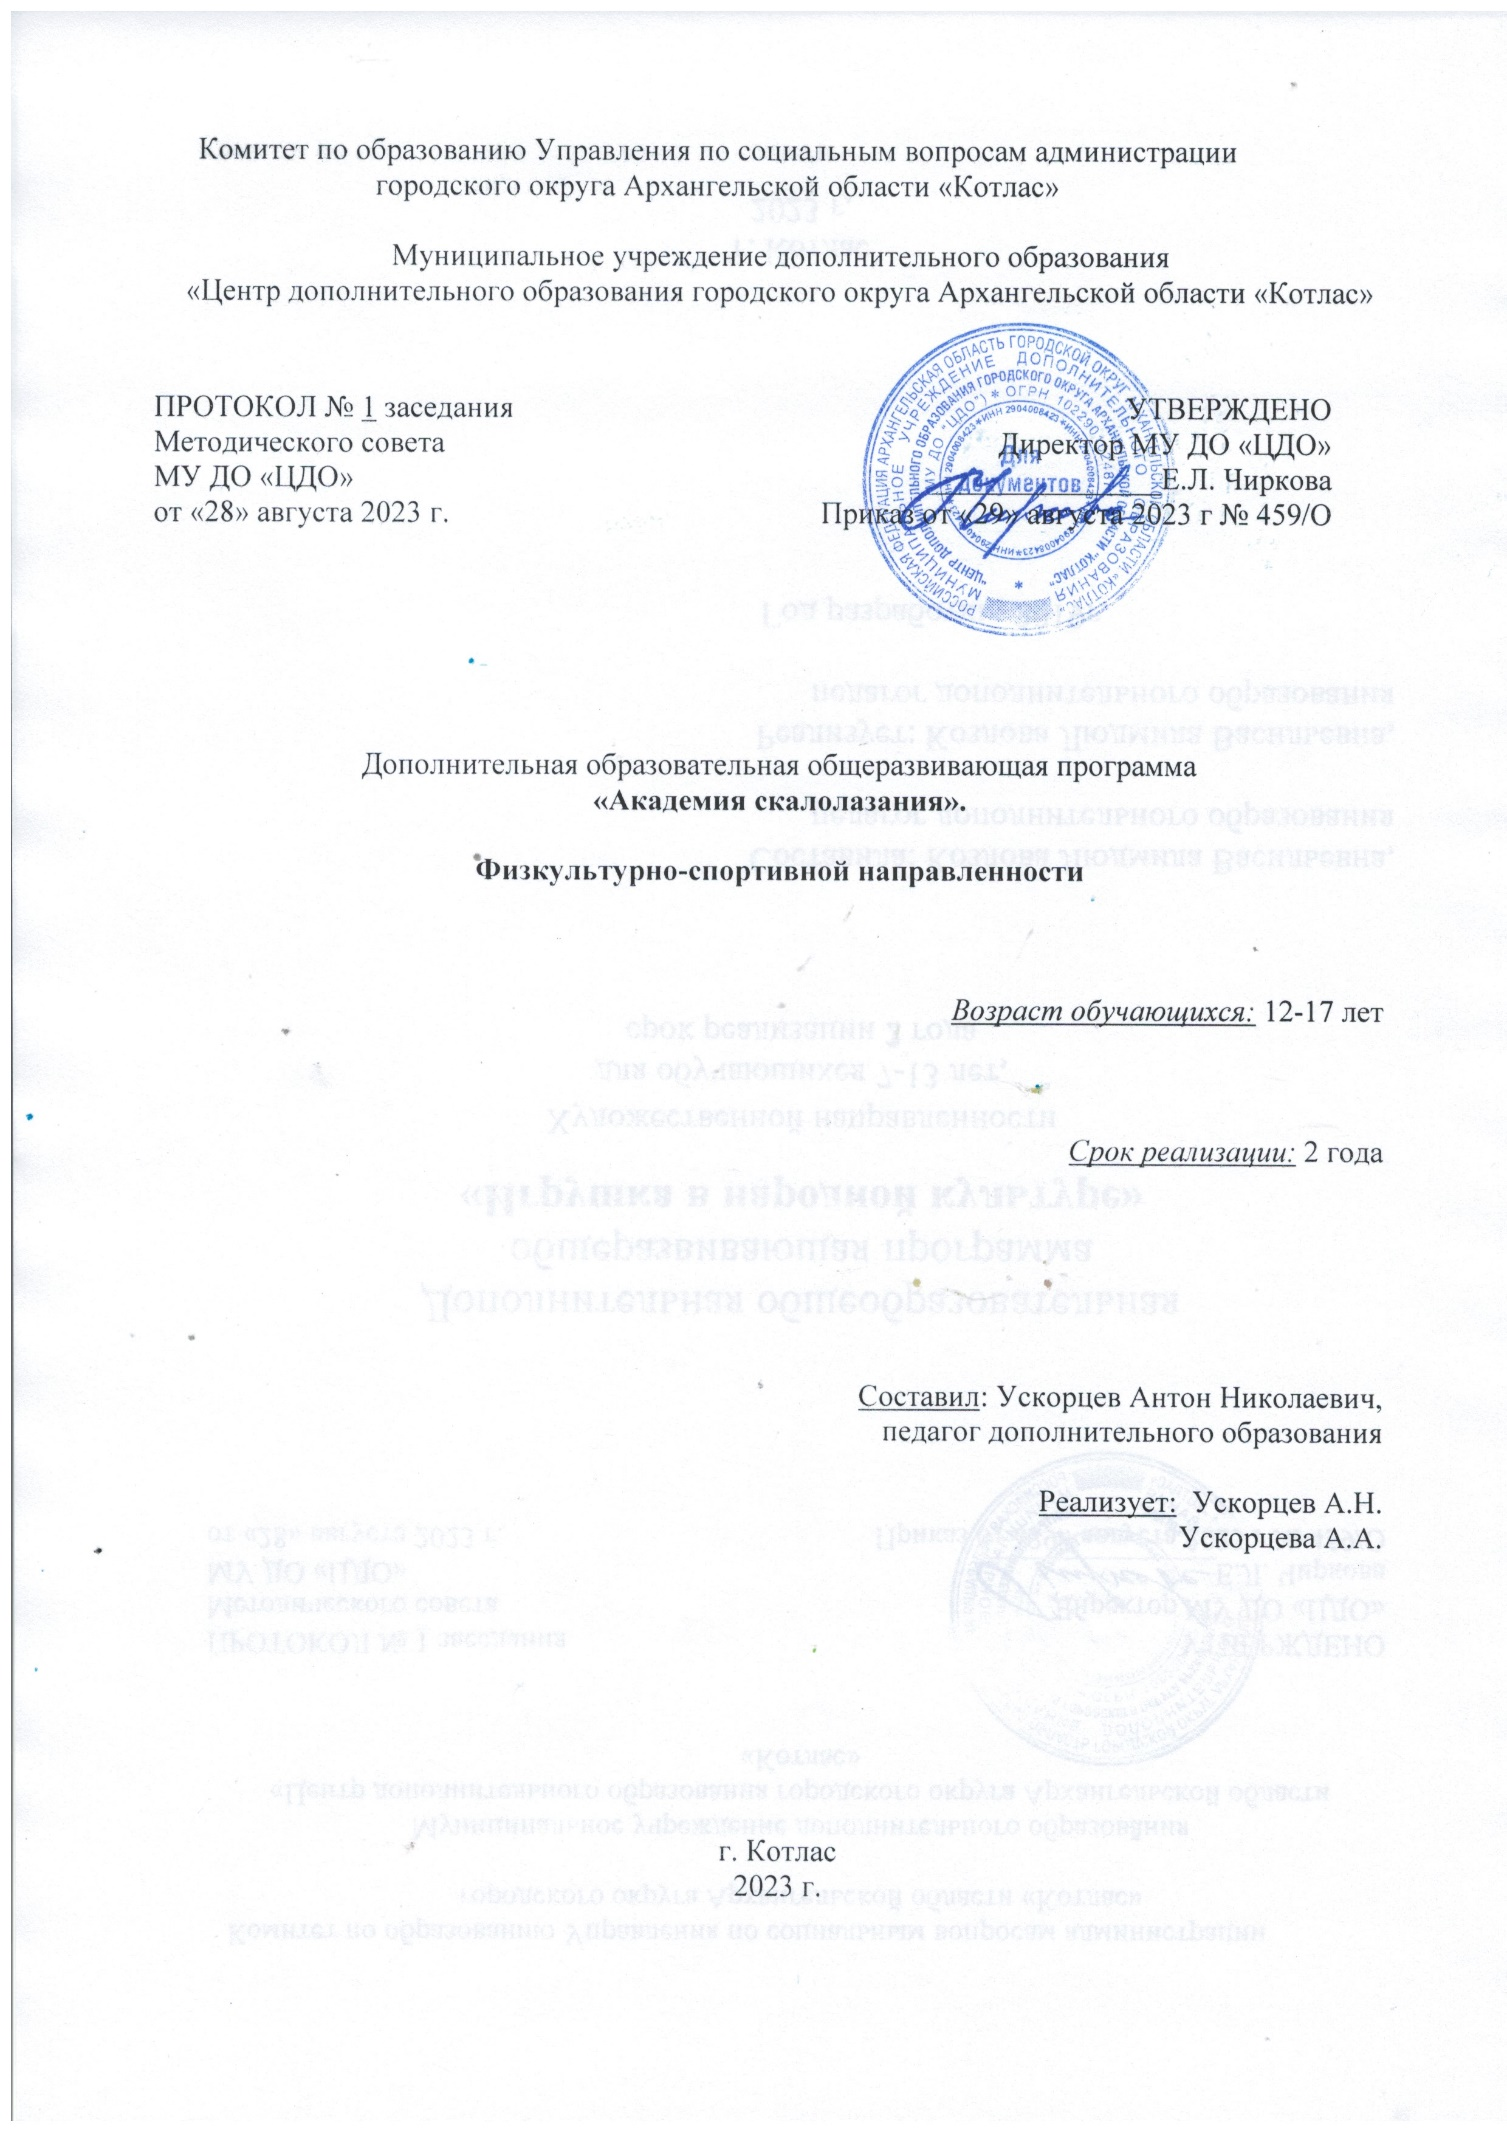 Комитет по образованию Управления по социальным вопросам администрации
городского округа Архангельской области «Котлас»
Муниципальное учреждение дополнительного образования
«Центр дополнительного образования городского округа Архангельской области «Котлас»
ПРОТОКОЛ № 1 заседания
Методического совета
МУ ДО «ЦДО»
от «28» августа 2023 г.
УТВЕРЖДЕНО
Директор МУ ДО «ЦДО»
Е.Л. Чиркова
Приказ от «29» августа 2023 г № 459/О
Для
документов
Дополнительная образовательная общеразвивающая программа
«Академия скалолазания».
Физкультурно-спортивной направленности
Возраст обучающихся: 12-17 лет
Срок реализации: 2 года
Составил: Ускорцев Антон Николаевич,
педагог дополнительного образования
Реализует: Ускорцев А.Н.
Ускорцева А.А.
г. Котлас
2023 г.